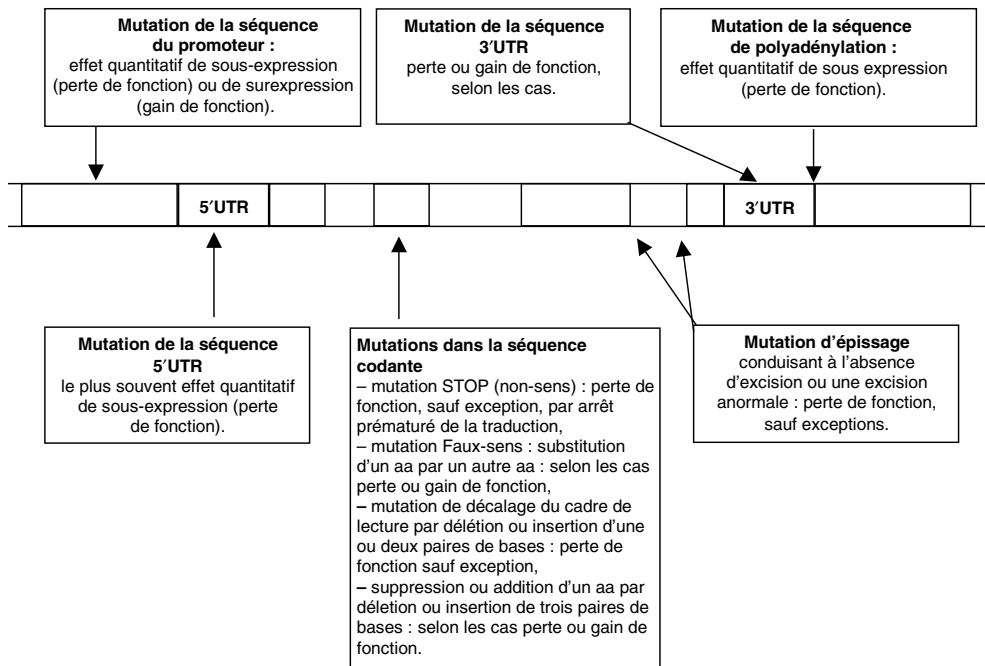 Mutation de la séquence
du promoteur :
effet quantitatif de sous-expression
(perte de fonction) ou de surexpression
(gain de fonction).
Mutation de la séquence
3′UTR
perte ou gain de fonction,
selon les cas.
Mutation de la séquence
de polyadénylation :
effet quantitatif de sous expression
(perte de fonction).
5′UTR
3′UTR
Mutation de la séquence
5′UTR
le plus souvent effet quantitatif
de sous-expression (perte
de fonction).
Mutations dans la séquence
codante
– mutation STOP (non-sens) : perte de
fonction, sauf exception, par arrêt
prématuré de la traduction,
– mutation Faux-sens : substitution
d’un aa par un autre aa : selon les cas
perte ou gain de fonction,
– mutation de décalage du cadre de
lecture par délétion ou insertion d’une
ou deux paires de bases : perte de
fonction sauf exception,
– suppression ou addition d’un aa par
déletion ou insertion de trois paires de
bases : selon les cas perte ou gain de
fonction.
Mutation d’épissage
conduisant à l’absence
d’excision ou une excision
anormale : perte de fonction,
sauf exceptions.